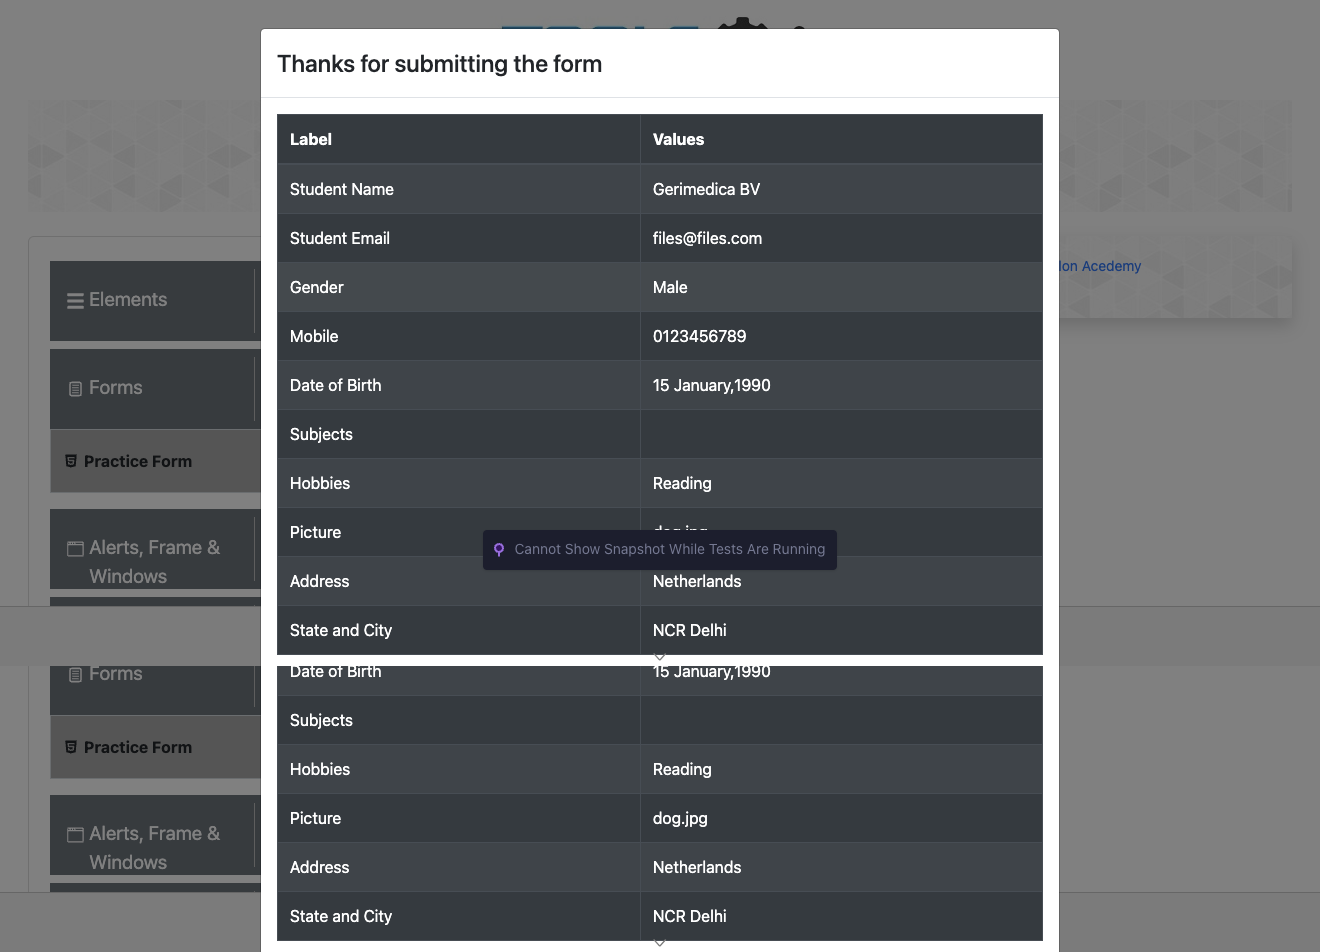 Thanks for submitting the form
Label Values
Student Name Gerimedica BV
Student Email files@files.com
Gender Male
Mobile 0123456789
Date of Birth 15 January,1990
Subjects
Hobbies Reading
Picture dog.jpg
Cannot Show Snapshot While Tests Are Running
Address Netherlands
State and City NCR Delhi
Elements
Forms
Practice Form
Alerts, Frame &
Windows
Acedemy
Date of Birth 15 January,1990
Subjects
Hobbies Reading
Picture dog.jpg
Address Netherlands
State and City NCR Delhi
Forms
Practice Form
Alerts, Frame &
Windows